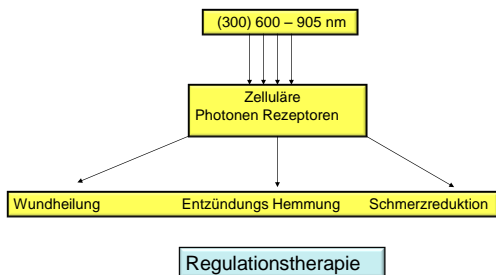 (300) 600 – 905 nm
Zelluläre
Photonen Rezeptoren
Wundheilung Entzündungs Hemmung Schmerzreduktion
Regulationstherapie